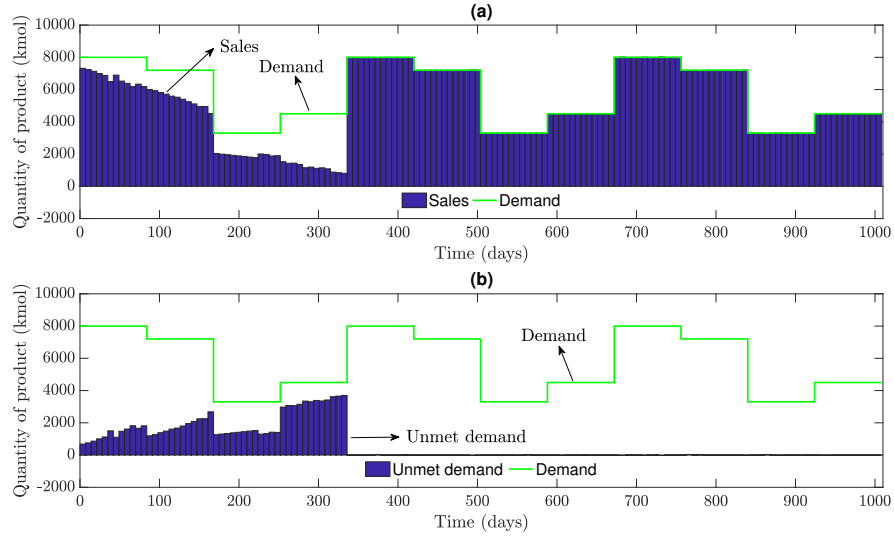 (a)
Quantity of product (kmol)
10000
8000
6000
4000
2000
0
-2000
Sales
Demand
Sales Demand
0 100 200 300 400 500 600 700 800 900 1000
Time (days)
(b)
Quantity of product (kmol)
10000
8000
6000
4000
2000
0
-2000
Demand
Unmet demand
Unmet demand Demand
0 100 200 300 400 500 600 700 800 900 1000
Time (days)